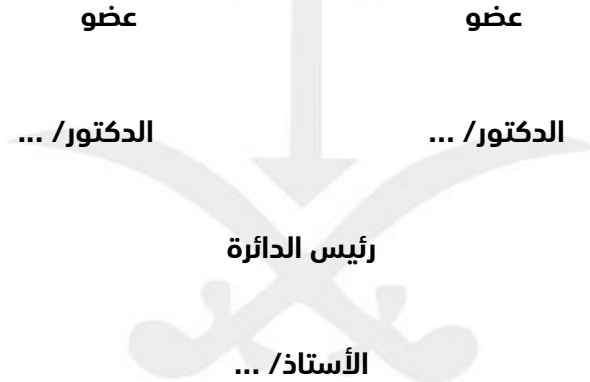 عضو عضو
الدكتور/ ... الدكتور/ ...
رئيس الدائرة
الأستاذ/ ...